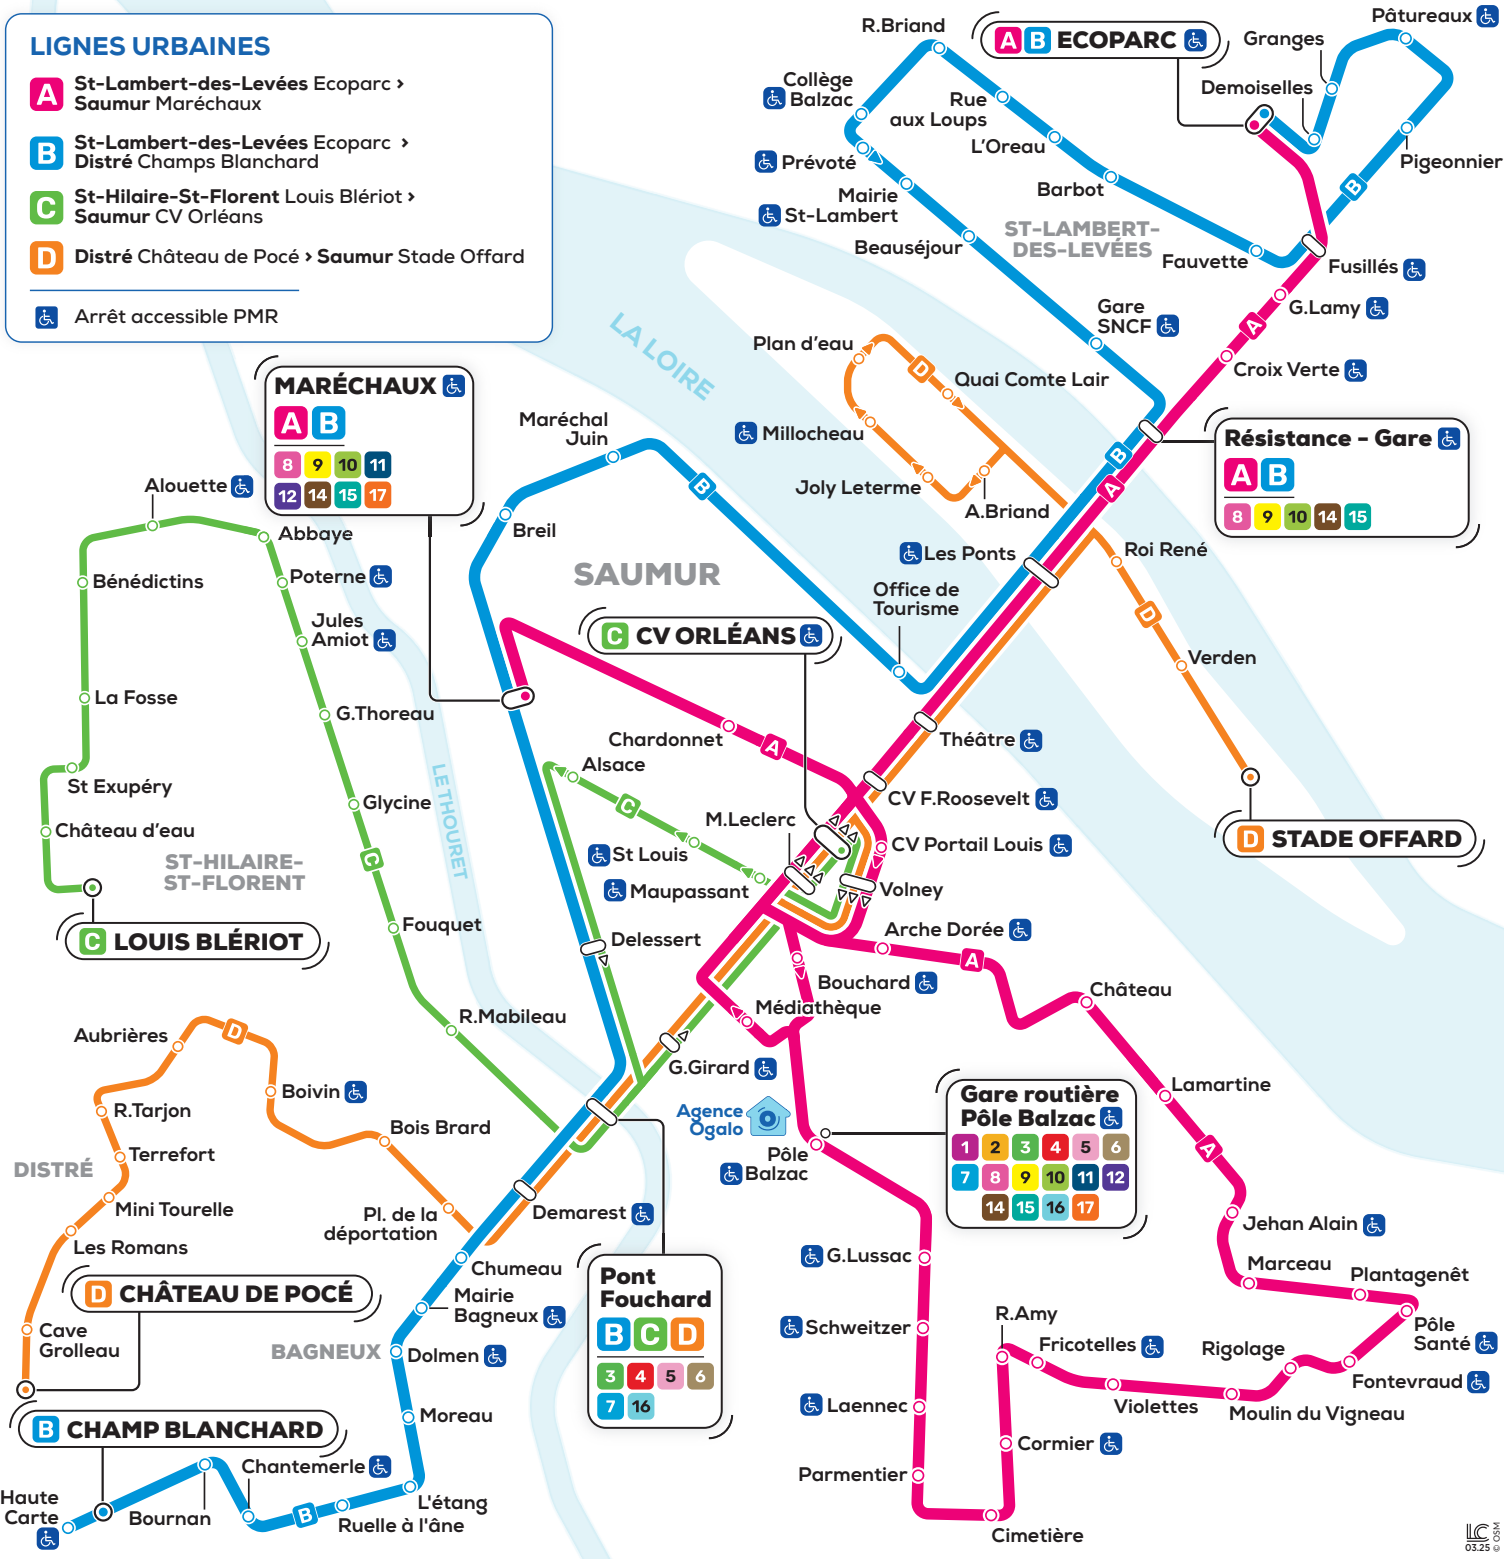 LIGNES URBAINES
A
St-Lambert-des-Levées Ecoparc >
Saumur Maréchaux
B
St-Lambert-des-Levées Ecoparc >
Distré Champs Blanchard
C
St-Hilaire-St-Florent Louis Blériot >
Saumur CV Orléans
D
Distré Château de Pocé > Saumur Stade Offard
Arrêt accessible PMR
R.Briand
A B ECOPARC
Granges
Pâtureaux
Collège
Balzac
Demoiselles
Rue
aux Loups
L'Oreau
Pigeonnier
Prévoté
Barbot
B
Mairie
St-Lambert
ST-LAMBERT-
DES-LEVÉES
Beauséjour
Fauvette
Fusillés
Gare
SNCF
G.Lamy
A
LA LOIRE
Plan d'eau
D
Quai Comte Lair
Croix Verte
MARÉCHAUX
A B
8 9 10 11
12 14 15 17
Maréchal
Juin
Millocheau
B
Résistance - Gare
A B
8 9 10 14 15
Joly Leterme
A
A.Briand
Alouette
B
Abbaye
Breil
Les Ponts
Roi René
Bénédictins
Poterne
SAUMUR
Office de
Tourisme
D
Jules
Amiot
C CV ORLÉANS
Verden
La Fosse
G.Thoreau
Chardonnet
A
Théâtre
St Exupéry
Alsace
CV F.Roosevelt
Glycine
C
M.Leclerc
LE THOURET
Château d'eau
St Louis
CV Portail Louis
D STADE OFFARD
ST-HILAIRE-
ST-FLORENT
C
Maupassant
Volney
Fouquet
Delessert
Arche Dorée
A
C LOUIS BLÉRIOT
Bouchard
Château
Médiathèque
R.Mabileau
Aubrières
D
G.Girard
Boivin
Agence
Ogalo
Gare routière
Pôle Balzac
1 2 3 4 5 6
7 8 9 10 11 12
14 15 16 17
Lamartine
R.Tarjon
Bois Brard
A
Terrefort
DISTRÉ
Pôle
Balzac
Mini Tourelle
Pl. de la
déportation
Demarest
Jehan Alain
Les Romans
G.Lussac
Marceau
Chumeau
Plantagenêt
D CHÂTEAU DE POCÉ
Pont
Fouchard
B C D
3 4 5 6
7 16
Mairie
Bagneux
R.Amy
Cave
Grolleau
Schweitzer
Fricotelles
Rigolage
Pôle
Santé
BAGNEUX
Dolmen
Fontevraud
Laennec
Violettes
Moulin du Vigneau
Moreau
B CHAMP BLANCHARD
Cormier
Chantemerle
Parmentier
Haute
Carte
Bournan
B
L'étang
Ruelle à l'âne
Cimetière
LC
03.25 © OSM